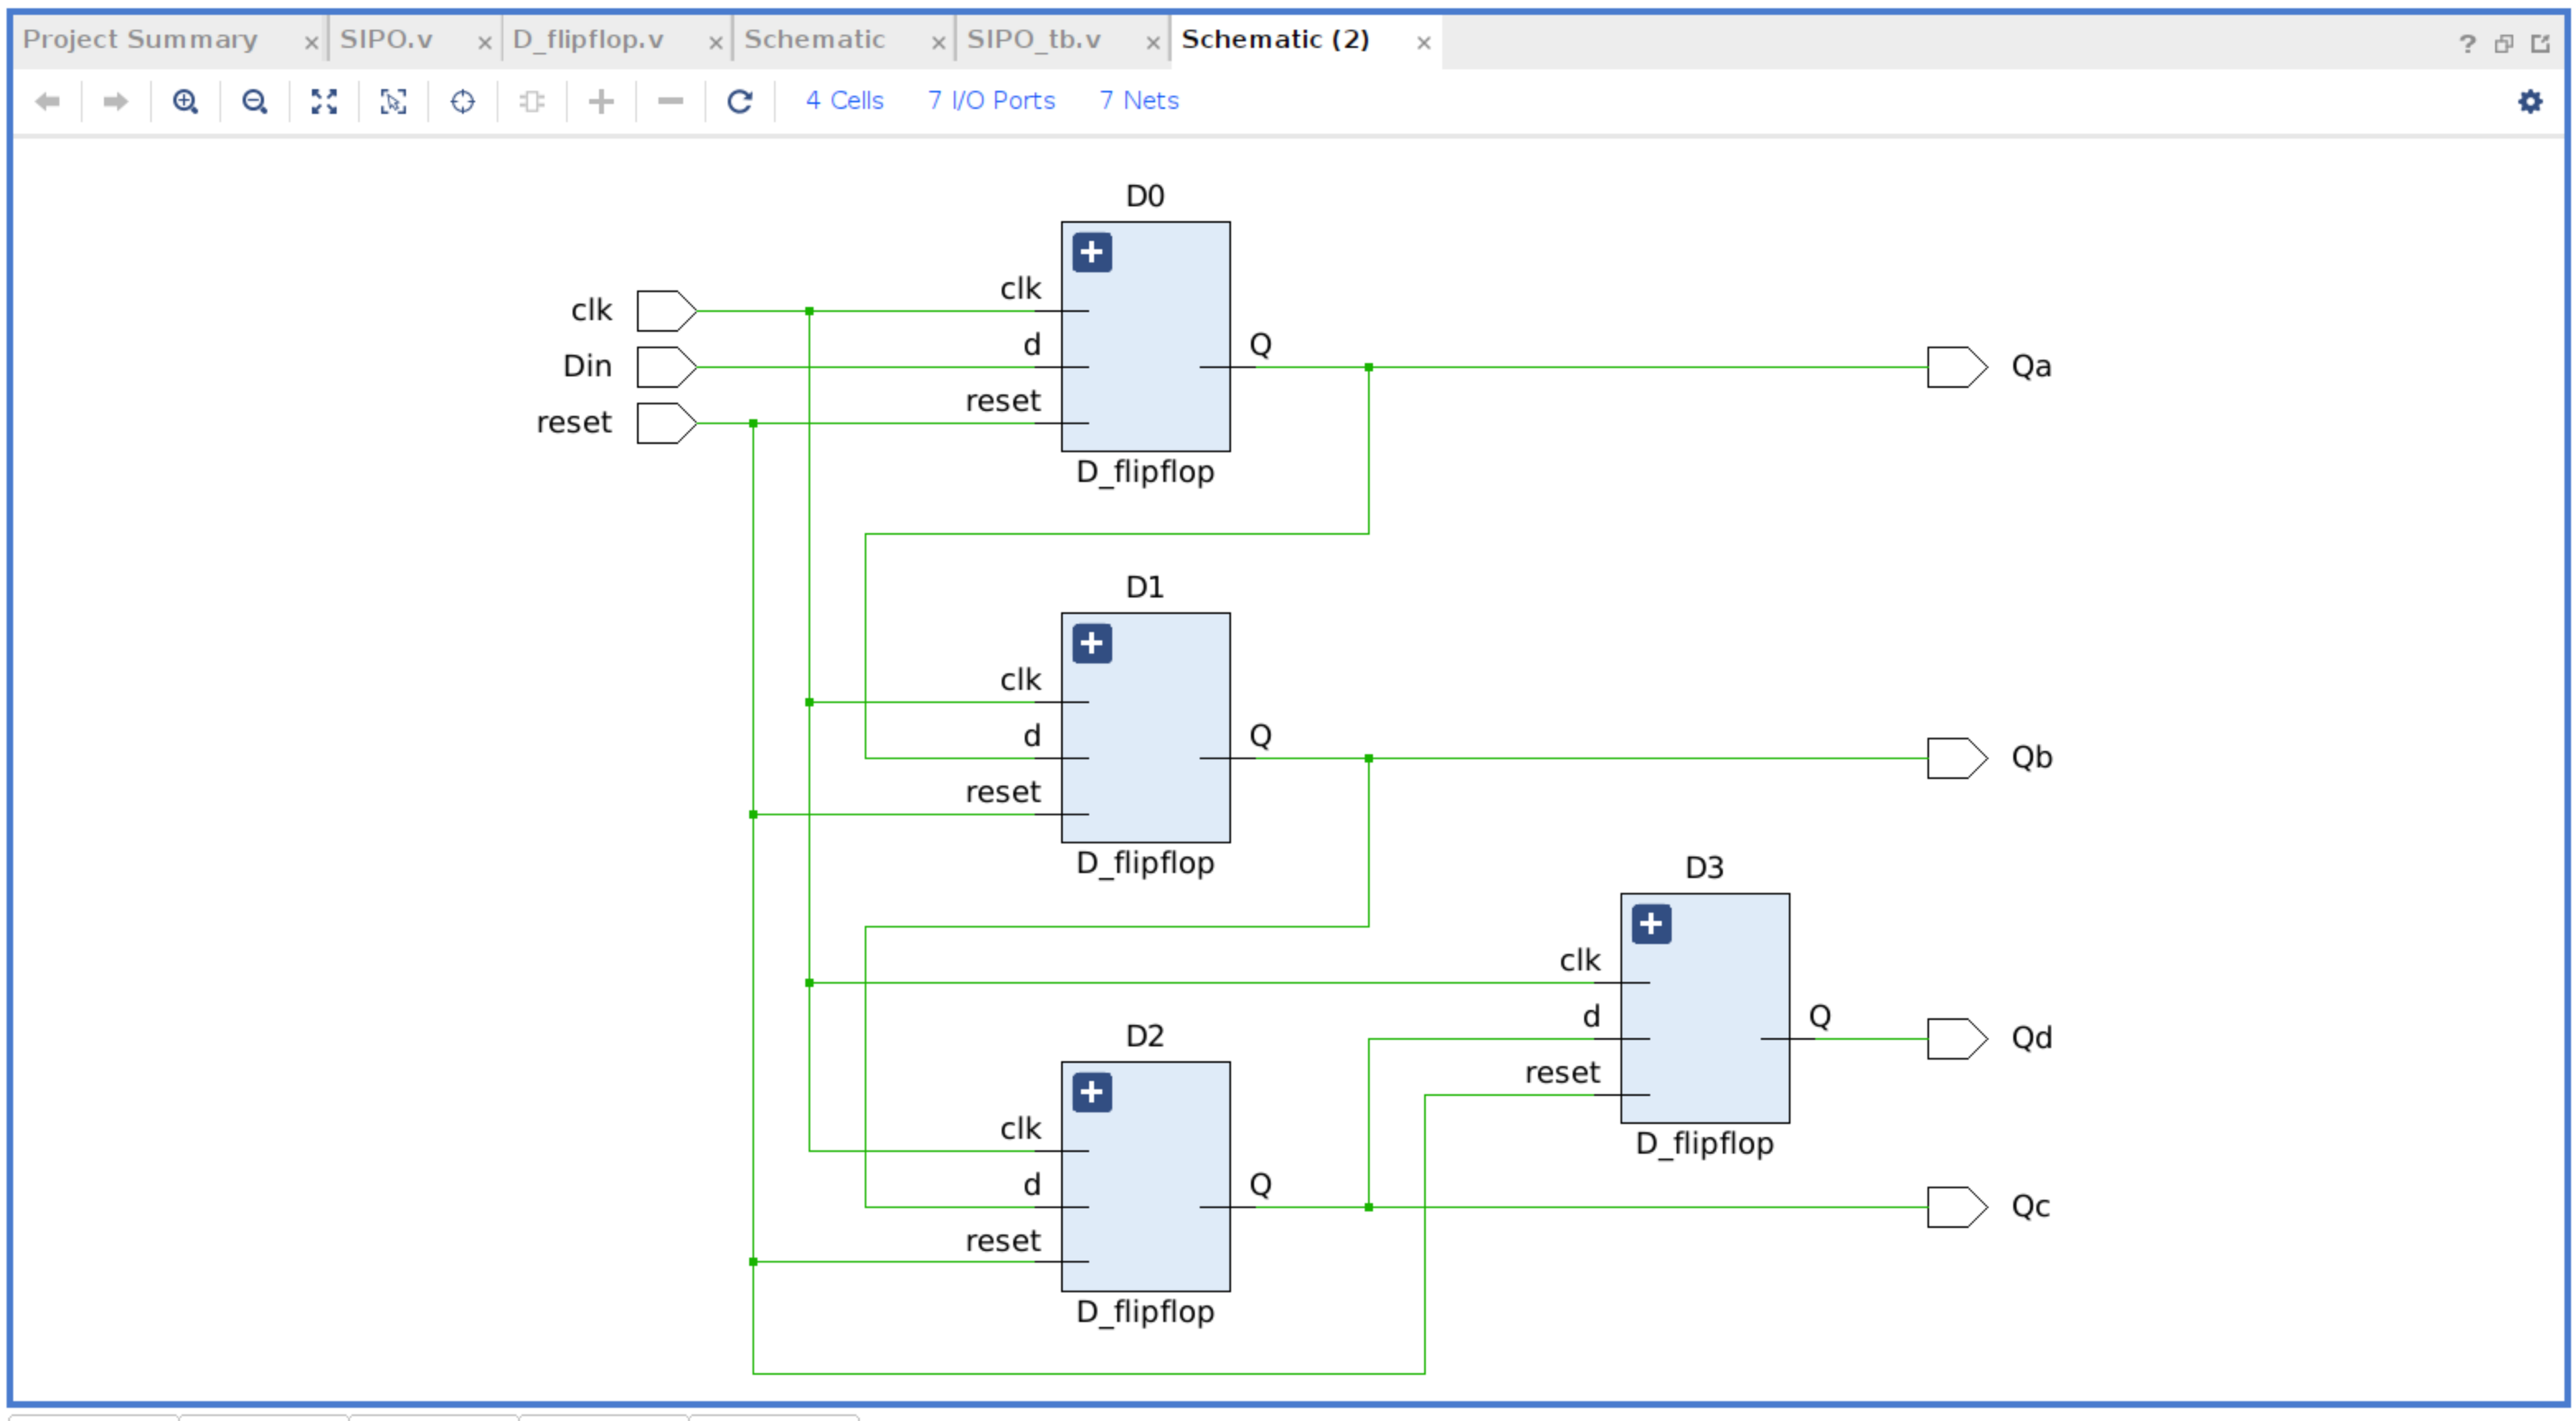 Project Summary × SIPO.v × D_flipflop.v × Schematic × SIPO_tb.v × Schematic (2) × ?
4 Cells 7 I/O Ports 7 Nets
D0
clk
clk
d
Q
Din
Qa
reset
reset
D_flipflop
D1
clk
d
Q
Qb
reset
D_flipflop
D3
clk
d
Q
Qd
reset
D_flipflop
D2
clk
d
Q
Qc
reset
D_flipflop